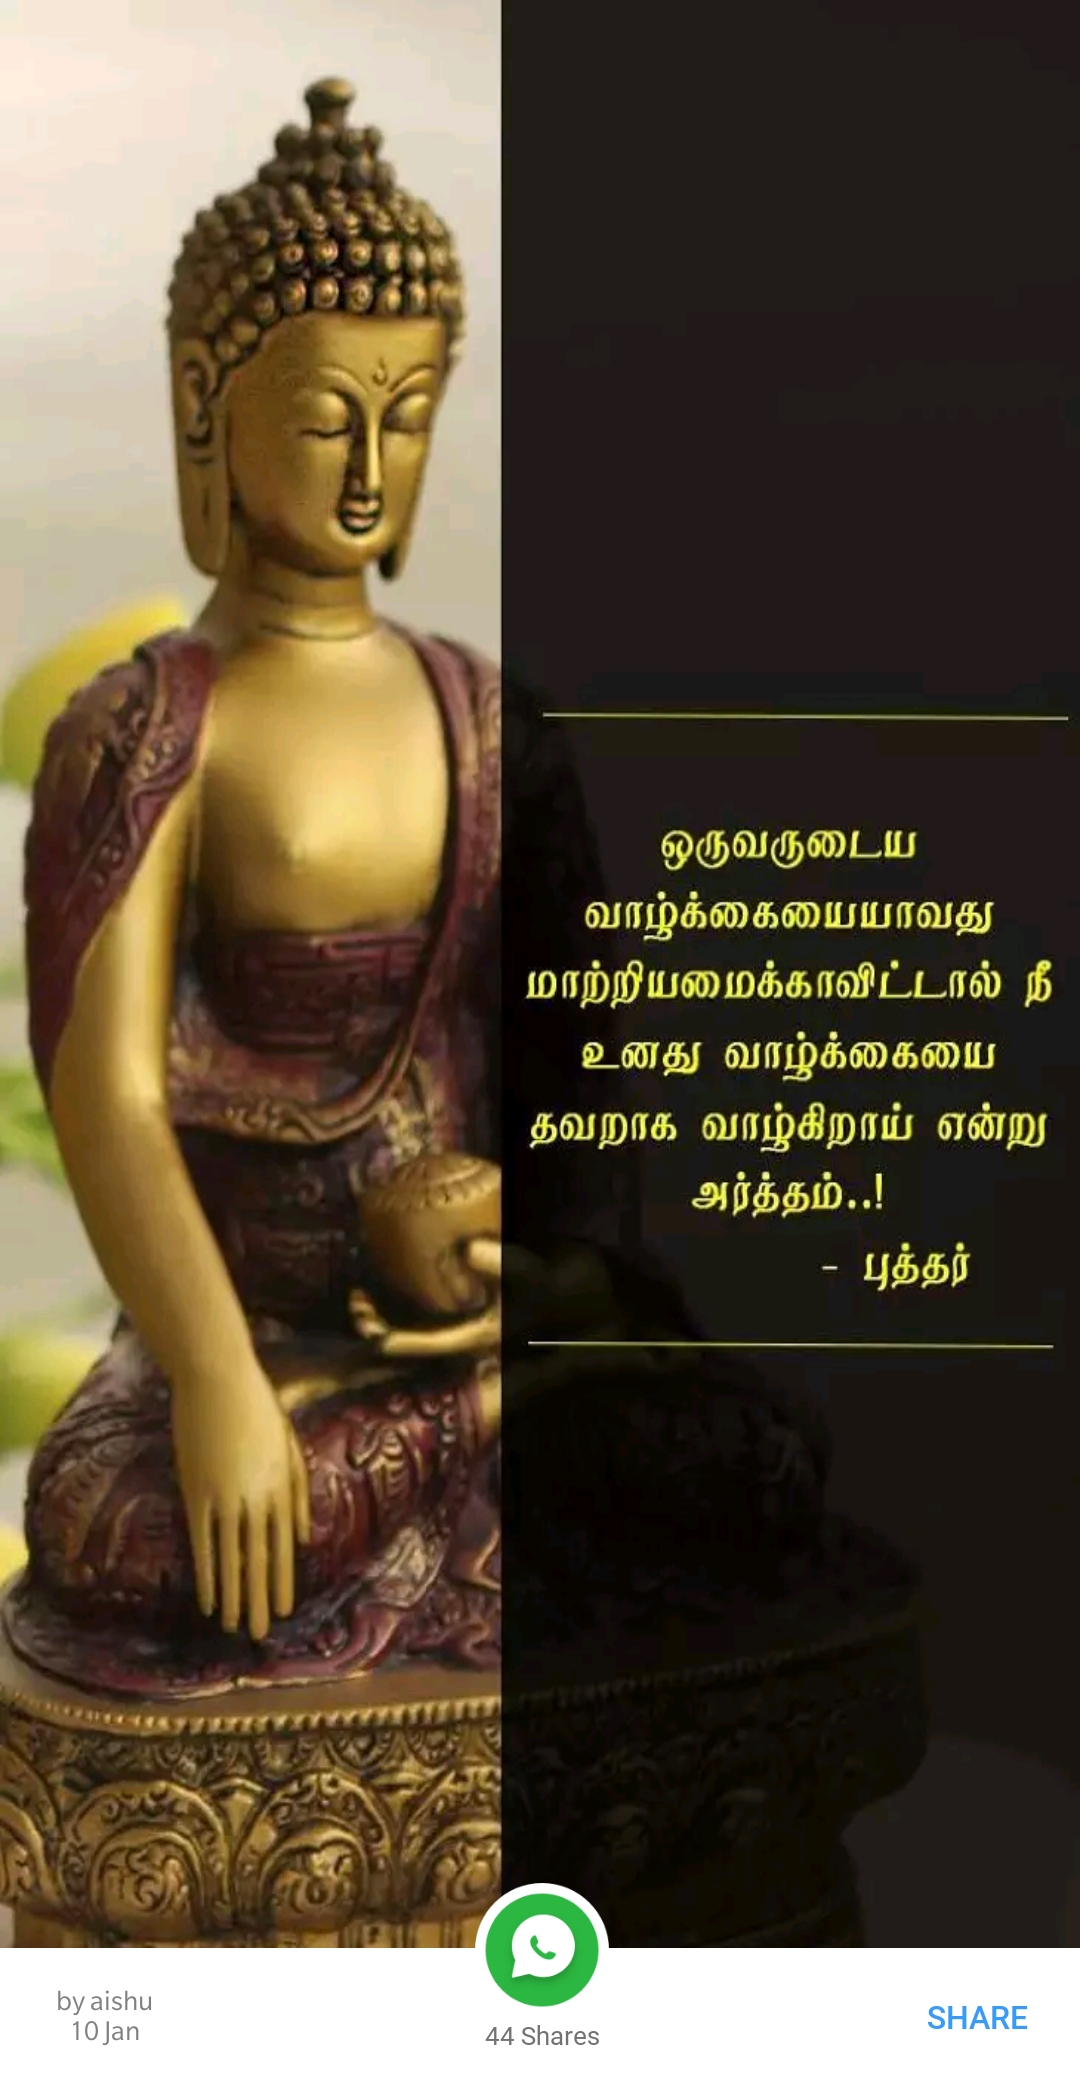 ஒருவருடைய
வாழ்க்கையையாவது
மாற்றியமைக்காவிட்டால் நீ
உனது வாழ்க்கையை
தவறாக வாழ்கிறாய் என்று
அர்த்தம்..!
- புத்தர்
by aishu
10 Jan
44 Shares
SHARE